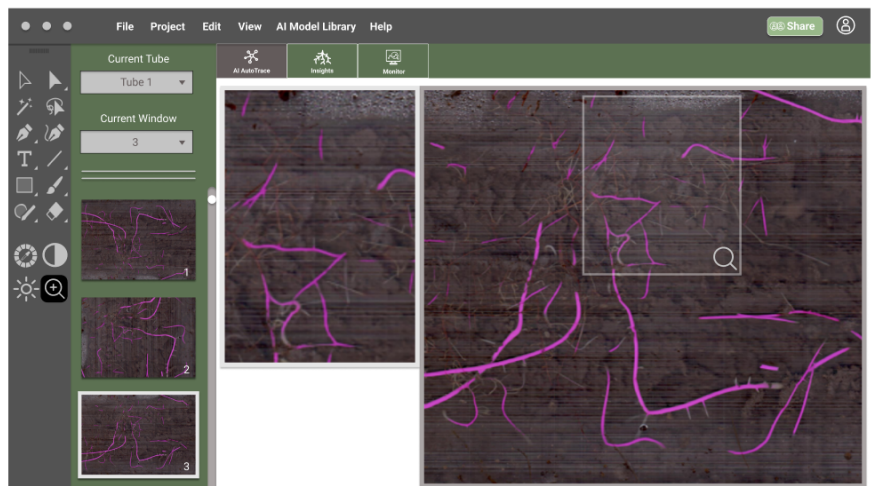 File Project Edit View AI Model Library Help Share
AI AutoTrace Insights Monitor
Current Tube
Tube 1
Current Window
3
T
1
2
3